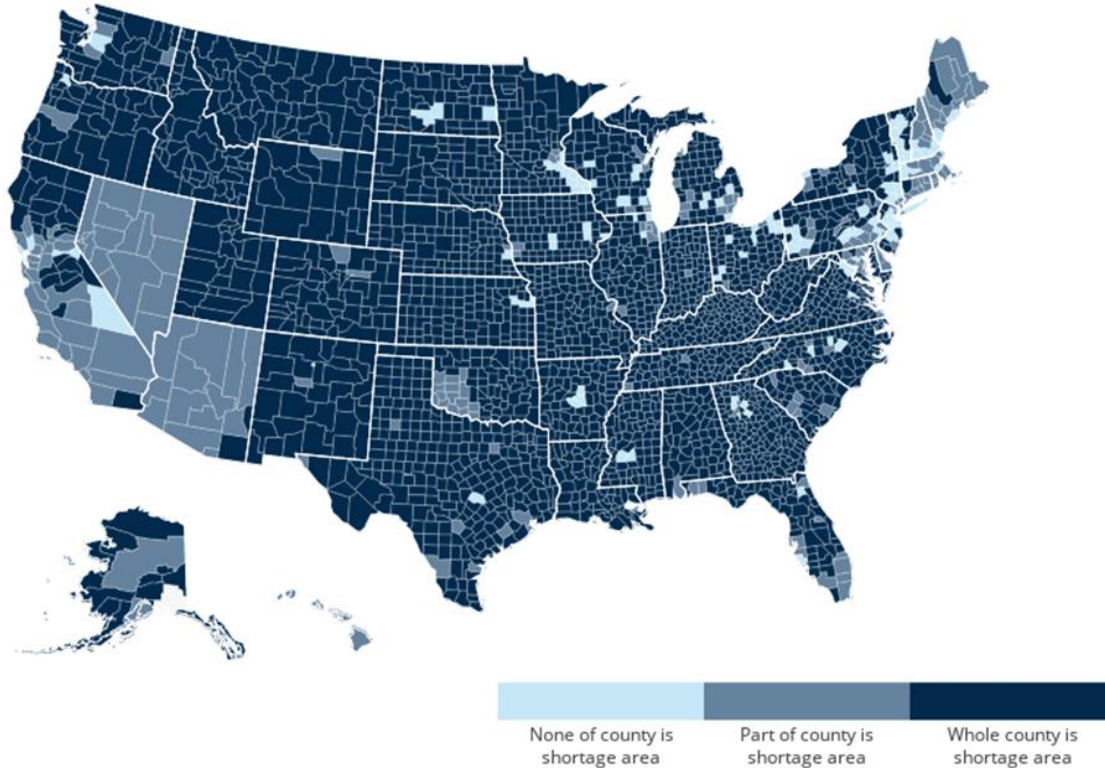 None of county is
shortage area
Part of county is
shortage area
Whole county is
shortage area